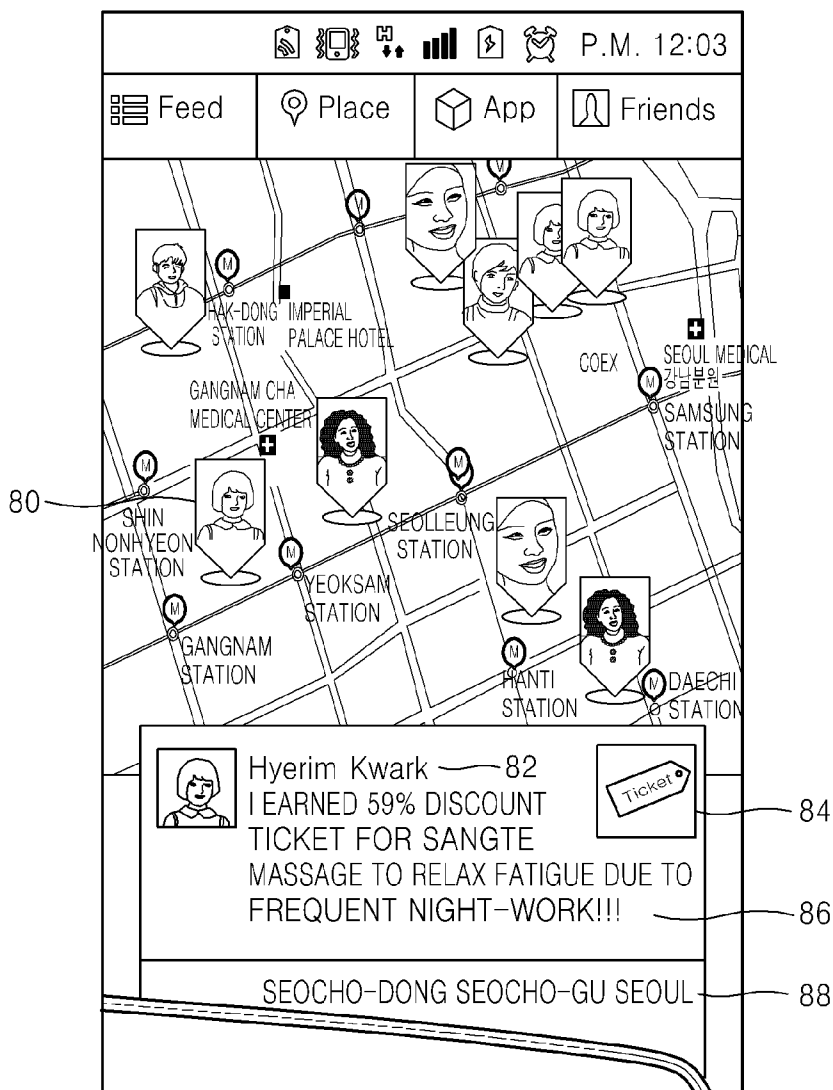 P.M. 12:03
Feed Place App Friends
M
M
M
M
HAK-DONG
STATION
IMPERIAL
PALACE HOTEL
COEX
SEOUL MEDICAL
강남분원
M
SAMSUNG
STATION
GANGNAM CHA
MEDICAL CENTER
M
M
80
SHIN
NONHYEON
STATION
SEOLLEUNG
STATION
M
YEOKSAM
STATION
M
GANGNAM
STATION
M
HANTI
STATION
M
DAECHI
STATION
Hyerim Kwark 82
I EARNED 59% DISCOUNT
TICKET FOR SANGTE
MASSAGE TO RELAX FATIGUE DUE TO
FREQUENT NIGHT-WORK!!!
Ticket
84
86
SEOCHO-DONG SEOCHO-GU SEOUL
88